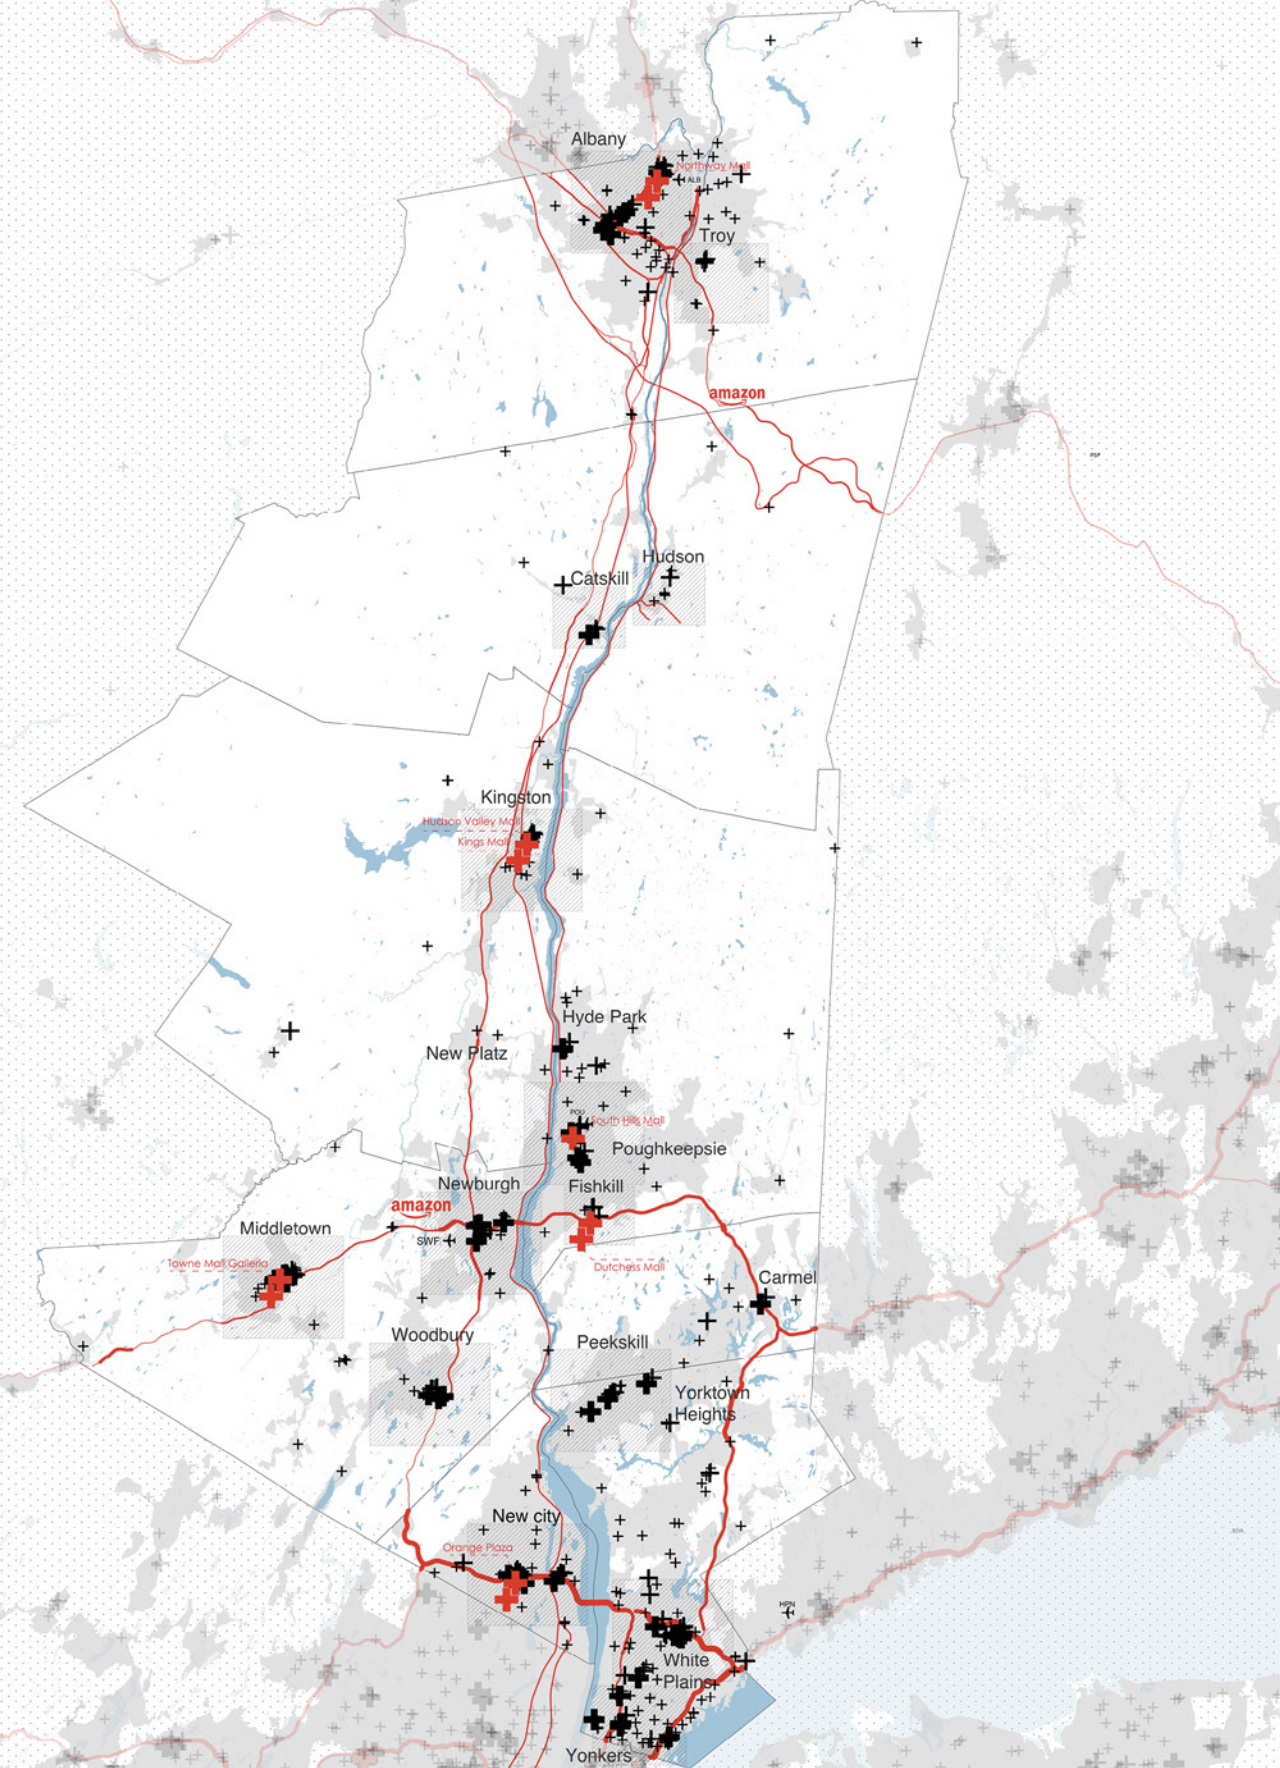 Albany
Northway Mall
ALB
Troy
amazon
PSF
Hudson
Catskill
Kingston
Hudson Valley Mall
Kings Mall
Hyde Park
New Platz
POU
South Hills Mall
Poughkeepsie
Newburgh
Fishkill
amazon
Middletown
SWF
Towne Mall Galleria
Dutchess Mall
Carmel
Woodbury
Peekskill
Yorktown
Heights
New city
Orange Plaza
HPN
White
Plains
Yonkers